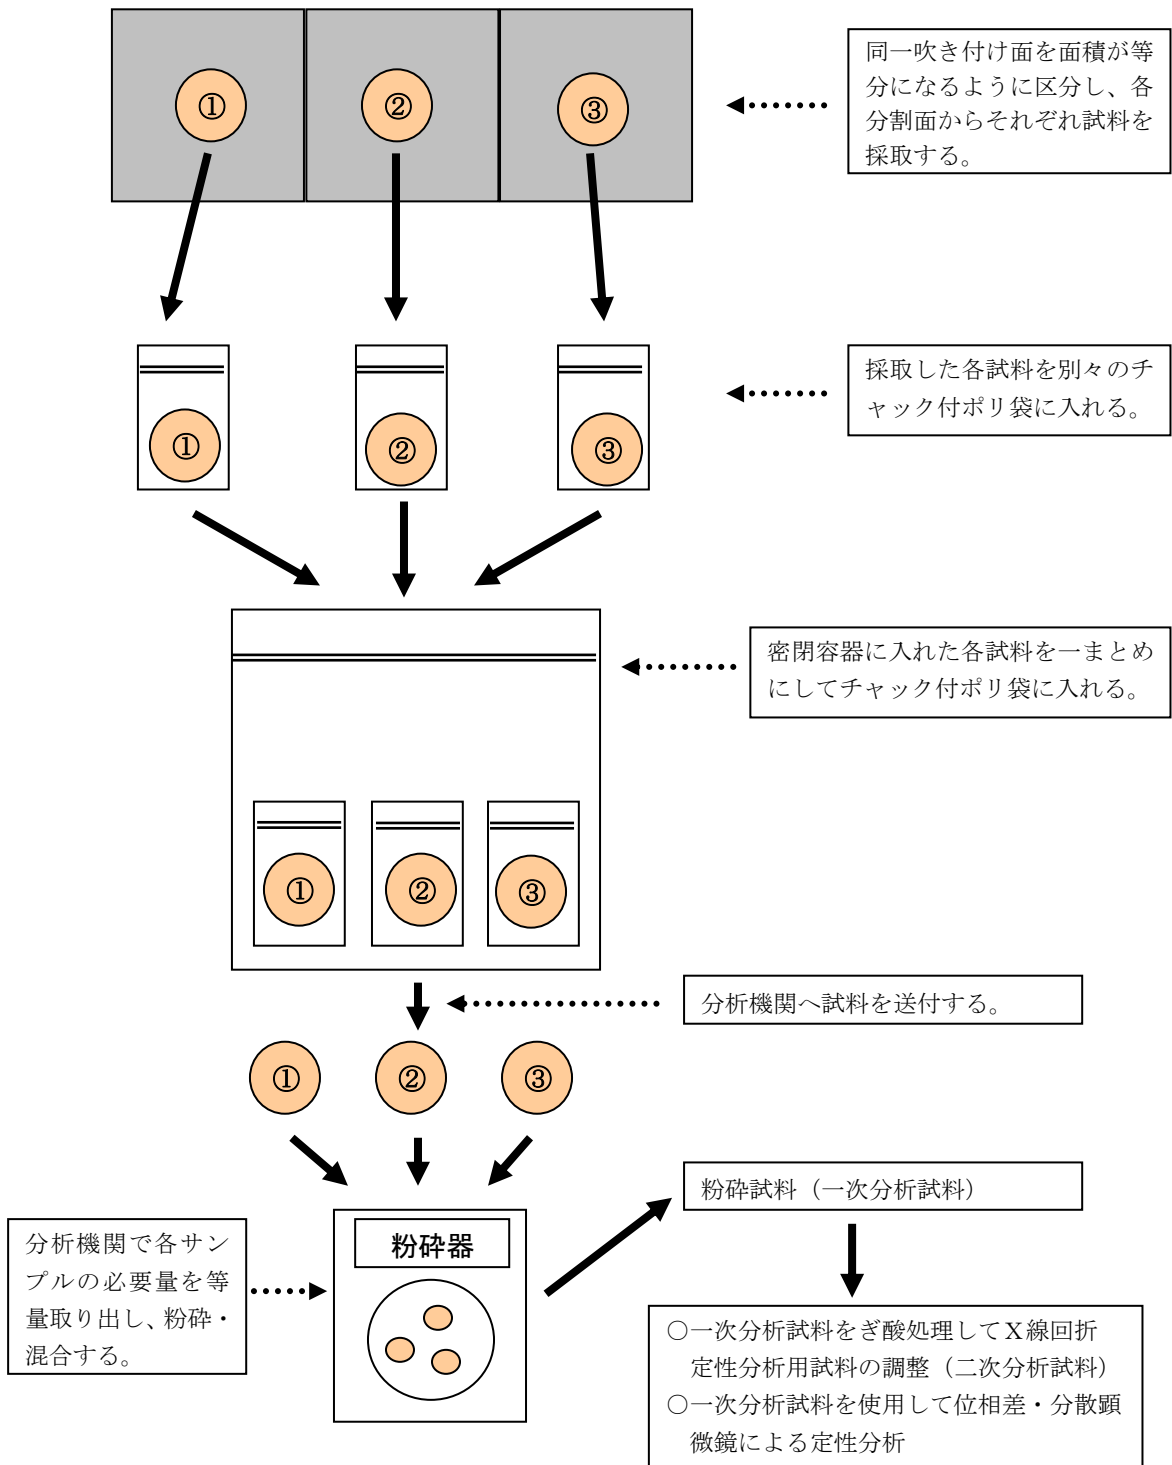 ①
②
③
同一吹き付け面を面積が等
分になるように区分し、各
分割面からそれぞれ試料を
採取する。
①
②
③
採取した各試料を別々のチ
ャック付ポリ袋に入れる。
密閉容器に入れた各試料を一まとめ
にしてチャック付ポリ袋に入れる。
①
②
③
分析機関へ試料を送付する。
①
②
③
粉砕試料（一次分析試料）
分析機関で各サン
プルの必要量を等
量取り出し、粉砕・
混合する。
粉砕器
○一次分析試料をぎ酸処理してＸ線回折
定性分析用試料の調整（二次分析試料）
○一次分析試料を使用して位相差・分散顕
微鏡による定性分析